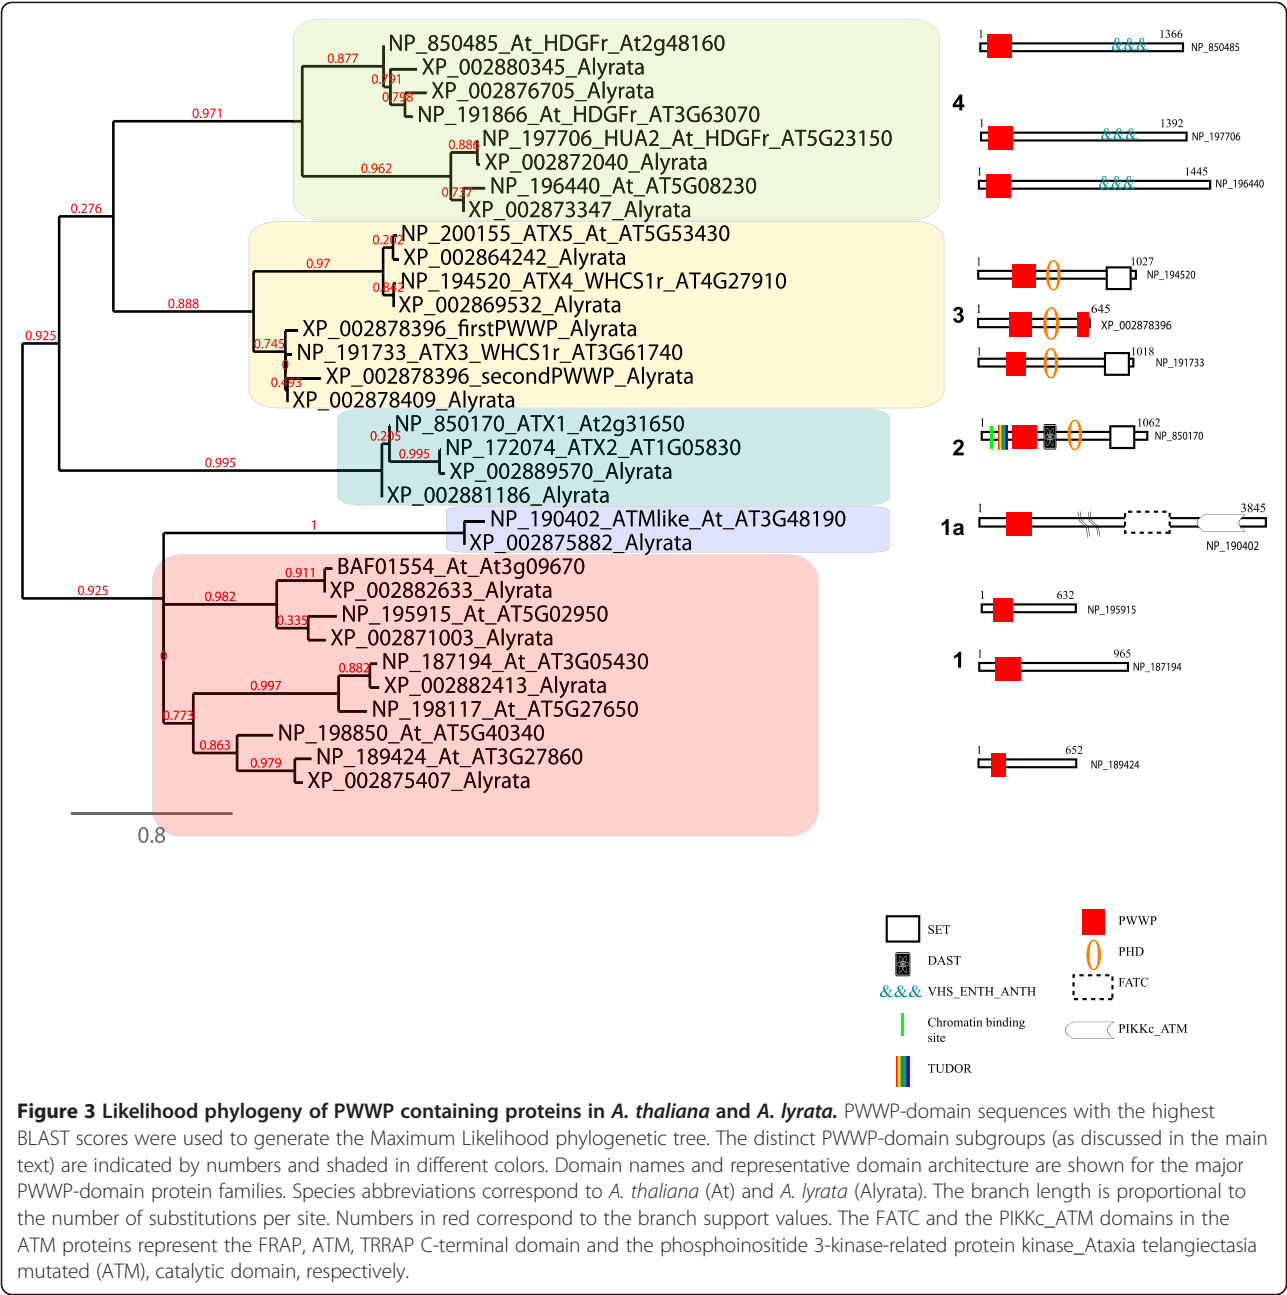 NP_850485_At_HDGFr_At2g48160
0.877
XP_002880345_Alyrata
0.791
XP_002876705_Alyrata
0.798
NP_191866_At_HDGFr_AT3G63070
0.971
NP_197706_HUA2_At_HDGFr_AT5G23150
0.886
XP_002872040_Alyrata
0.962
NP_196440_At_AT5G08230
0.737
XP_002873347_Alyrata
0.276
NP_200155_ATX5_At_AT5G53430
0.202
XP_002864242_Alyrata
0.97
NP_194520_ATX4_WHCS1r_AT4G27910
0.842
XP_002869532_Alyrata
0.888
XP_002878396_firstPWWP_Alyrata
0.745
NP_191733_ATX3_WHCS1r_AT3G61740
0
XP_002878396_secondPWWP_Alyrata
0.493
XP_002878409_Alyrata
0.925
NP_850170_ATX1_At2g31650
0.205
NP_172074_ATX2_AT1G05830
0.995
XP_002889570_Alyrata
0.995
XP_002881186_Alyrata
1
NP_190402_ATMlike_At_AT3G48190
XP_002875882_Alyrata
BAF01554_At_At3g09670
0.911
XP_002882633_Alyrata
0.925
0.982
NP_195915_At_AT5G02950
0.335
XP_002871003_Alyrata
0
NP_187194_At_AT3G05430
0.882
XP_002882413_Alyrata
0.997
NP_198117_At_AT5G27650
0.773
NP_198850_At_AT5G40340
0.863
NP_189424_At_AT3G27860
0.979
XP_002875407_Alyrata
0.8
4
1 1366
&&&
NP_850485
1 1392
&&&
NP_197706
1 1445
&&&
NP_196440
3
1 1027
NP_194520
1 645
XP_002878396
1 1018
NP_191733
2
1 1062
NP_850170
1a
1 3845
NP_190402
1
1 632
NP_195915
1 965
NP_187194
1 652
NP_189424
SET
DAST
&&& VHS_ENTH_ANTH
Chromatin binding
site
TUDOR
PWWP
PHD
FATC
PIKKc_ATM
Figure 3 Likelihood phylogeny of PWWP containing proteins in A. thaliana and A. lyrata. PWWP-domain sequences with the highest
BLAST scores were used to generate the Maximum Likelihood phylogenetic tree. The distinct PWWP-domain subgroups (as discussed in the main
text) are indicated by numbers and shaded in different colors. Domain names and representative domain architecture are shown for the major
PWWP-domain protein families. Species abbreviations correspond to A. thaliana (At) and A. lyrata (Alyrata). The branch length is proportional to
the number of substitutions per site. Numbers in red correspond to the branch support values. The FATC and the PIKKc_ATM domains in the
ATM proteins represent the FRAP, ATM, TRRAP C-terminal domain and the phosphoinositide 3-kinase-related protein kinase_Ataxia telangiectasia
mutated (ATM), catalytic domain, respectively.